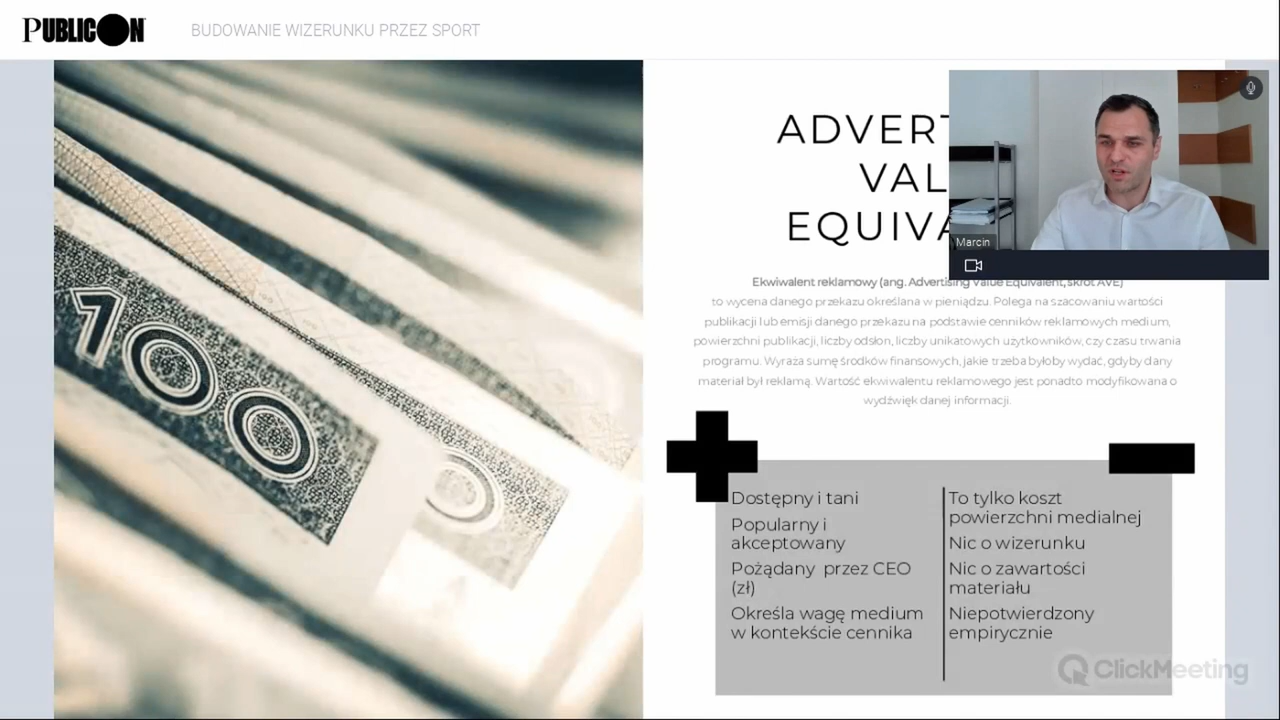 PUBLICON
BUDOWANIE WIZERUNKU PRZEZ SPORT
ADVERT
VAL
EQUIVA
Marcin
Ekwiwalent reklamowy (ang. Advertising Value Equivalent, skrót AVE)
to wycena danego przekazu określana w pieniądzu. Polega na szacowaniu wartości
publikacji lub emisji danego przekazu na podstawie cenników reklamowych medium,
powierzchni publikacji, liczby odsłon, liczby unikatowych użytkowników, czy czasu trwania
programu. Wyraża sumę środków finansowych, jakie trzeba byłoby wydać, gdyby dany
materiał był reklamą. Wartość ekwiwalentu reklamowego jest ponadto modyfikowana o
wydźwięk danej informacji.
100
Dostępny i tani
Popularny i
akceptowany
Pożądany przez CEO
(zł)
Określa wagę medium
w kontekście cennika
To tylko koszt
powierzchni medialnej
Nic o wizerunku
Nic o zawartości
materiału
Niepotwierdzony
empirycznie
ClickMeeting